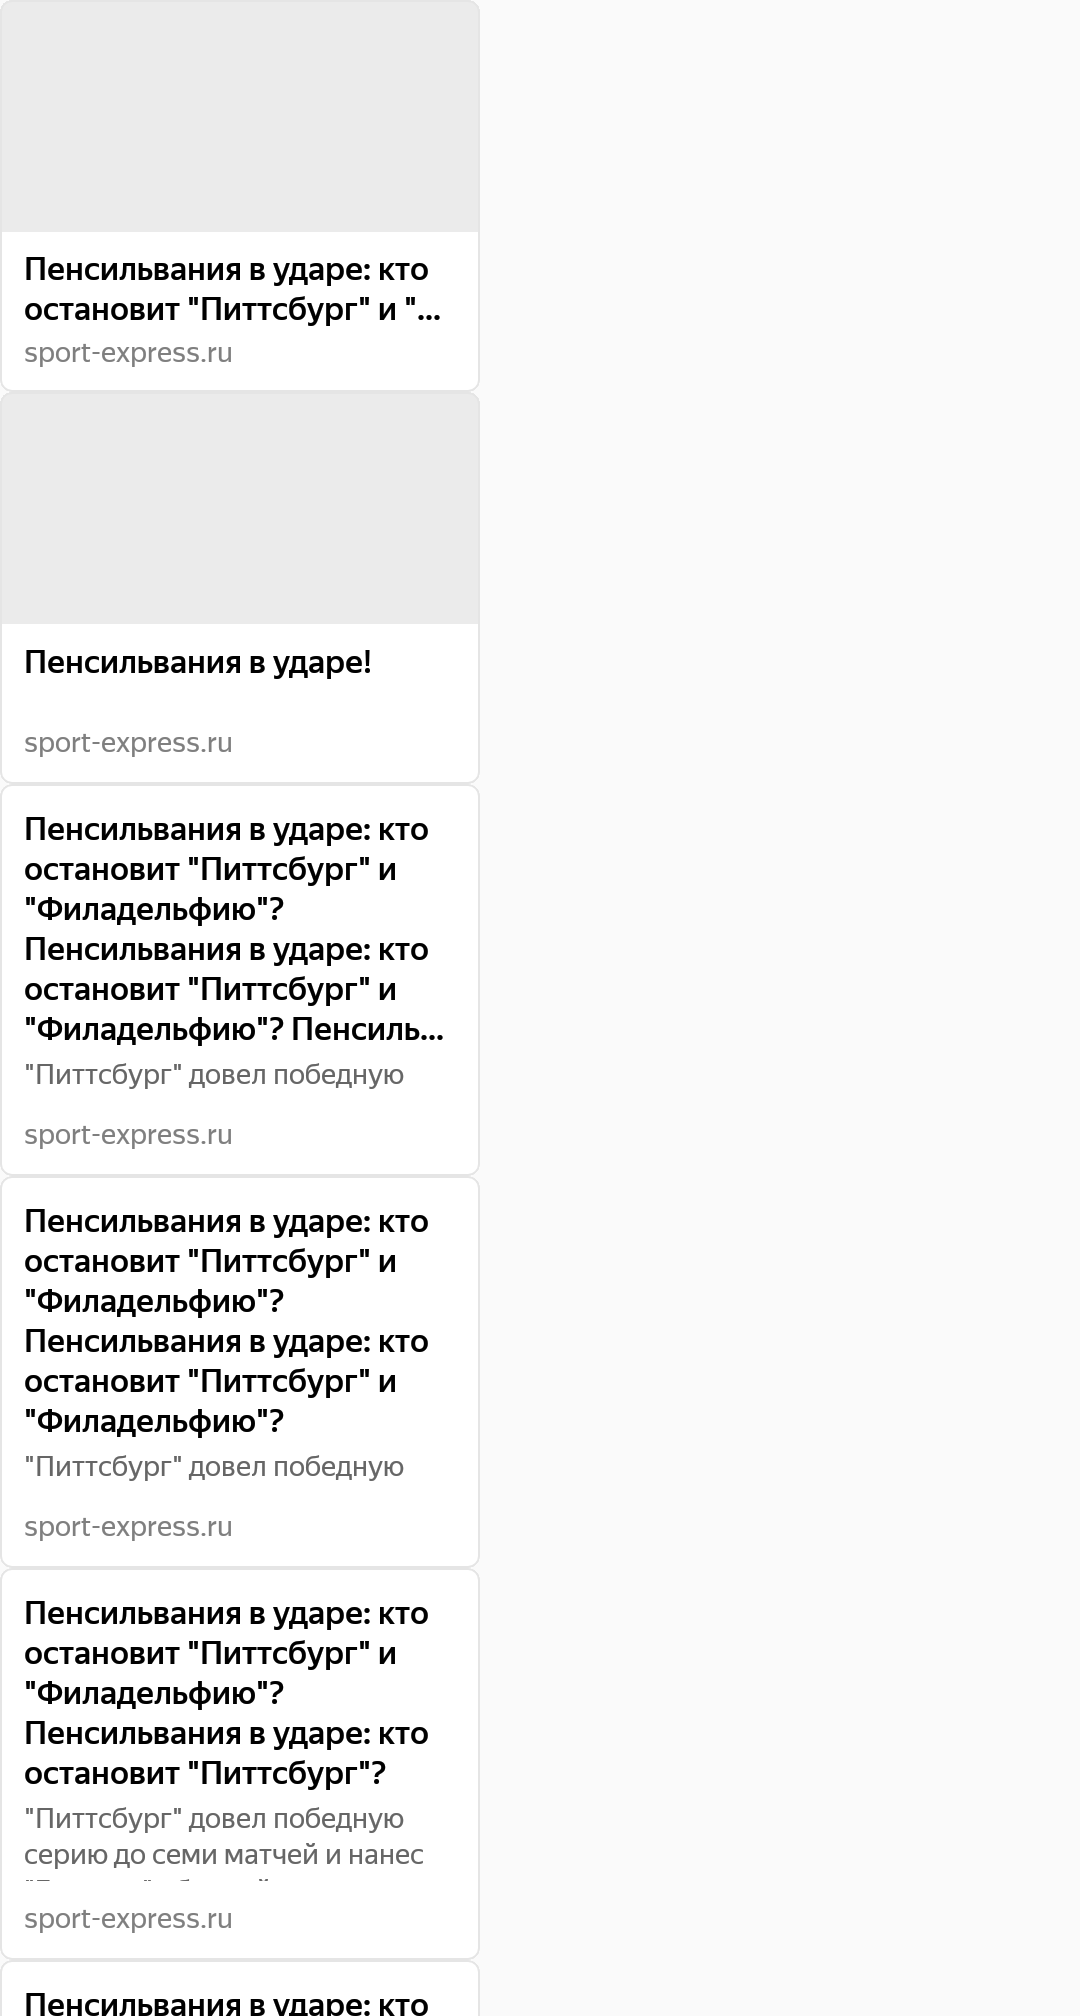 Пенсильвания в ударе: кто
остановит "Питтсбург" и "...
sport-express.ru
Пенсильвания в ударе!
sport-express.ru
Пенсильвания в ударе: кто
остановит "Питтсбург" и
"Филадельфию"?
Пенсильвания в ударе: кто
остановит "Питтсбург" и
"Филадельфию"? Пенсиль...
"Питтсбург" довел победную
sport-express.ru
Пенсильвания в ударе: кто
остановит "Питтсбург" и
"Филадельфию"?
Пенсильвания в ударе: кто
остановит "Питтсбург" и
"Филадельфию"?
"Питтсбург" довел победную
sport-express.ru
Пенсильвания в ударе: кто
остановит "Питтсбург" и
"Филадельфию"?
Пенсильвания в ударе: кто
остановит "Питтсбург"?
"Питтсбург" довел победную
серию до семи матчей и нанес
sport-express.ru
Пенсильвания в ударе: кто